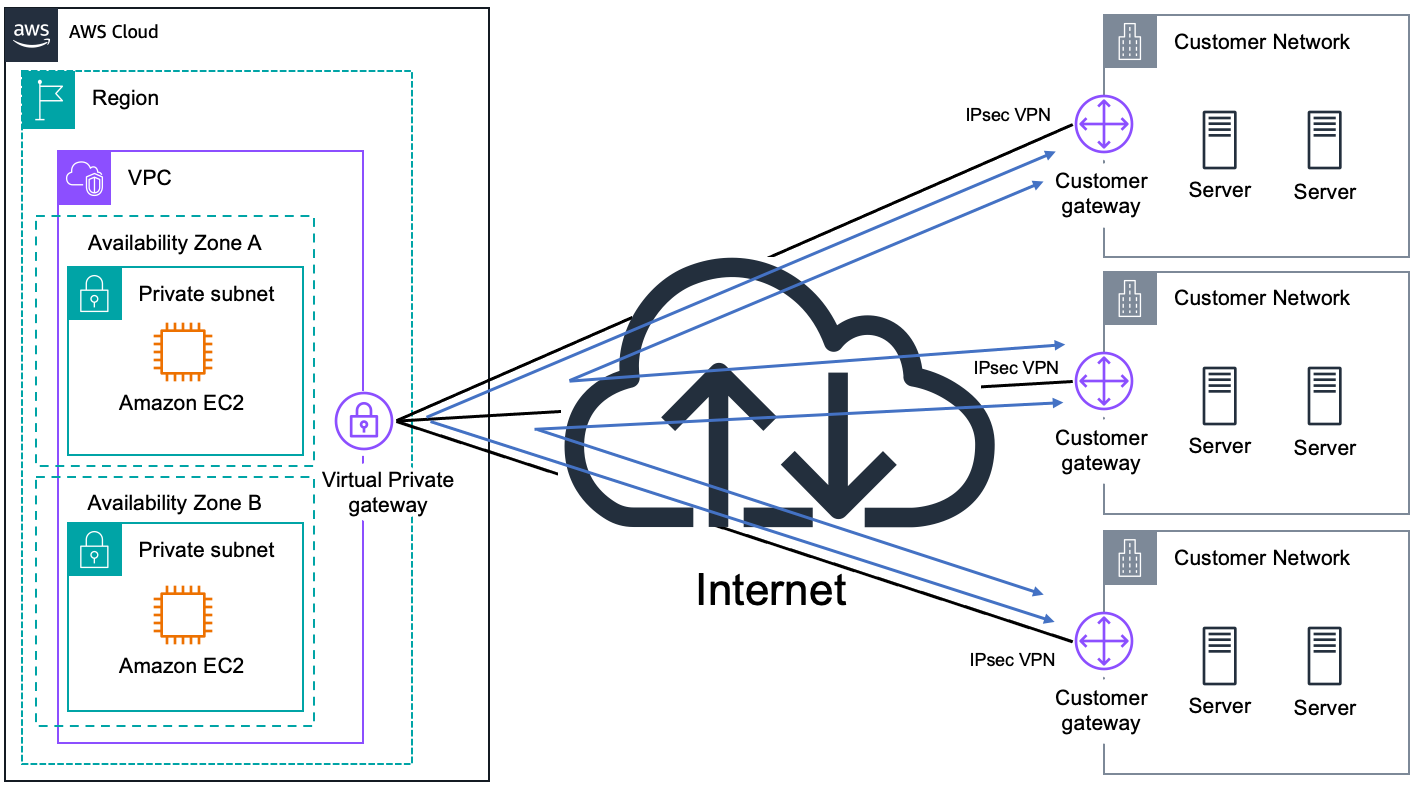 aws
AWS Cloud
Region
VPC
Availability Zone A
Private subnet
Amazon EC2
Virtual Private
gateway
Availability Zone B
Private subnet
Amazon EC2
Internet
Customer Network
IPsec VPN
Customer
gateway
Server
Server
Customer Network
IPsec VPN
Customer
gateway
Server
Server
Customer Network
IPsec VPN
Customer
gateway
Server
Server